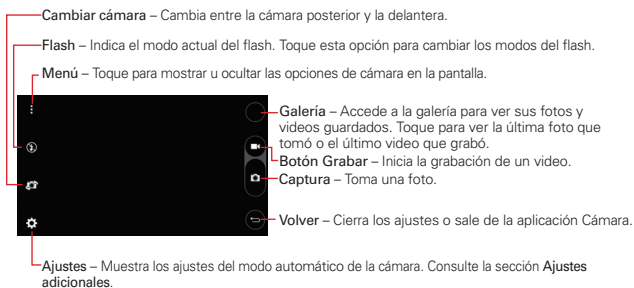 Cambiar cámara – Cambia entre la cámara posterior y la delantera.
Flash – Indica el modo actual del flash. Toque esta opción para cambiar los modos del flash.
Menú – Toque para mostrar u ocultar las opciones de cámara en la pantalla.
Galería – Accede a la galería para ver sus fotos y
videos guardados. Toque para ver la última foto que
tomó o el último video que grabó.
Botón Grabar – Inicia la grabación de un video.
Captura – Toma una foto.
Volver – Cierra los ajustes o sale de la aplicación Cámara.
Ajustes – Muestra los ajustes del modo automático de la cámara. Consulte la sección Ajustes
adicionales.